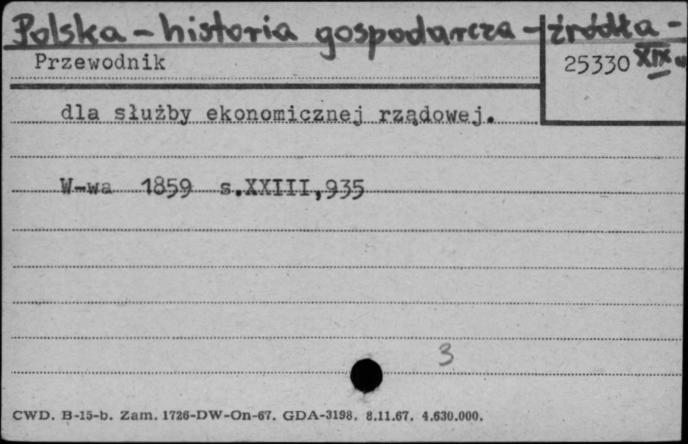 Polska - historia gospodarcza - źródła -
Przewodnik
25330 XIX w
dla służby ekonomicznej rządowej.
W-wa 1859 s.XXIII,935
3
CWD. B-15-b. Zam. 1726-DW-On-67. GDA-3198. 8.11.67. 4.630.000.